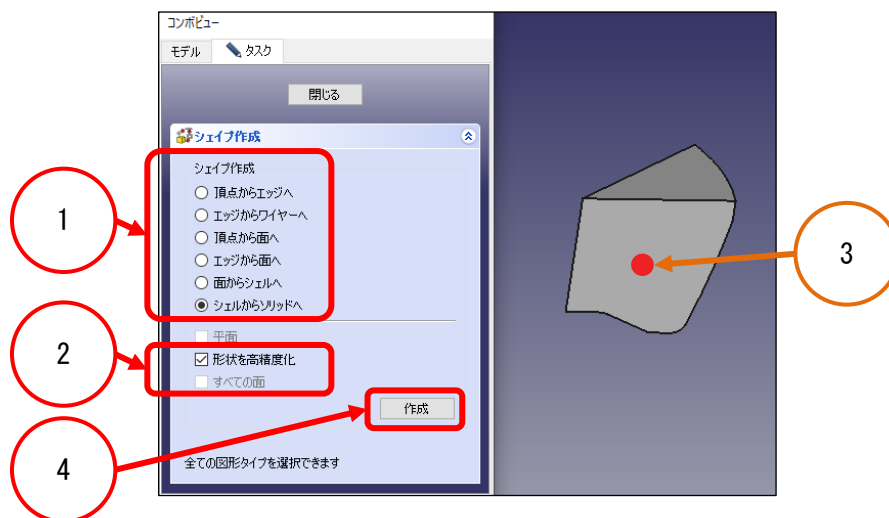 コンボビュー
モデル
タスク
閉じる
シェイプ作成
シェイプ作成
頂点からエッジへ
エッジからワイヤーへ
頂点から面へ
エッジから面へ
面からシェルへ
シェルからソリッドへ
平面
形状を高精度化
すべての面
作成
全ての図形タイプを選択できます
1
2
3
4